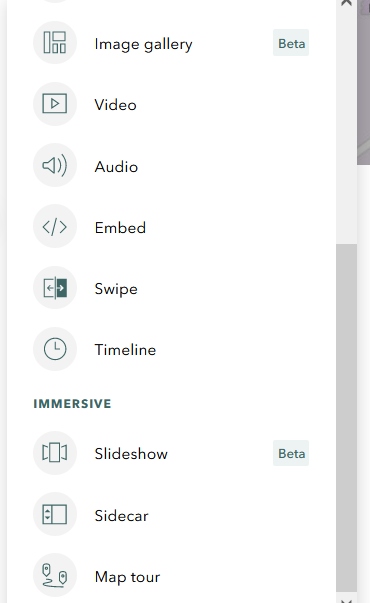 Image gallery Beta
Video
Audio
Embed
Swipe
Timeline
IMMERSIVE
Slideshow Beta
Sidecar
Map tour